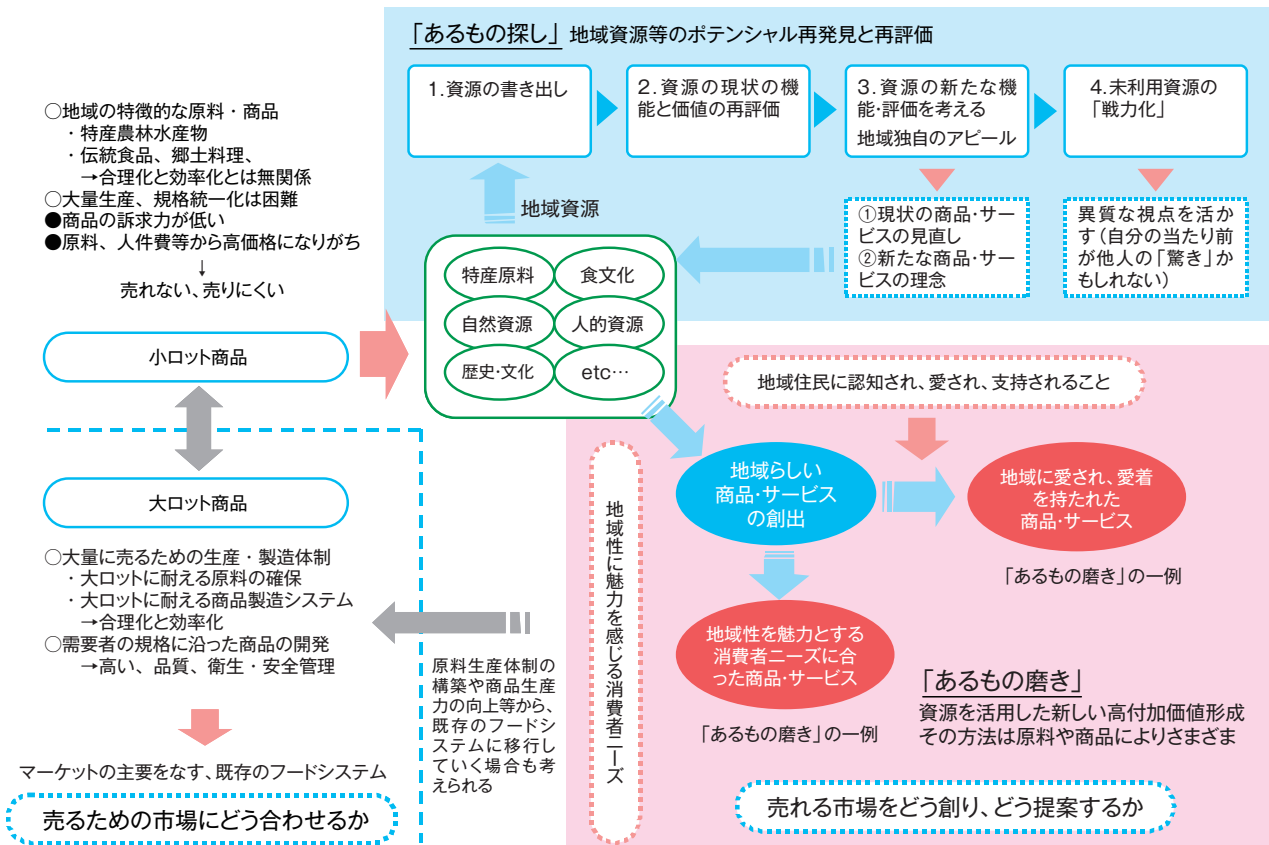 「あるもの探し」 地域資源等のポテンシャル再発見と再評価
1.資源の書き出し
2.資源の現状の機
能と価値の再評価
3.資源の新たな機
能・評価を考える
地域独自のアピール
4.未利用資源の
「戦力化」
①現状の商品・サー
ビスの見直し
②新たな商品・サー
ビスの理念
異質な視点を活か
す(自分の当たり前
が他人の「驚き」か
もしれない)
地域資源
特産原料
食文化
自然資源
人的資源
歴史・文化
etc…
○地域の特徴的な原料・商品
・特産農林水産物
・伝統食品、郷土料理、
→合理化と効率化とは無関係
○大量生産、規格統一化は困難
●商品の訴求力が低い
●原料、人件費等から高価格になりがち
↓
売れない、売りにくい
小ロット商品
大ロット商品
○大量に売るための生産・製造体制
・大ロットに耐える原料の確保
・大ロットに耐える商品製造システム
→合理化と効率化
○需要者の規格に沿った商品の開発
→高い、品質、衛生・安全管理
マーケットの主要をなす、既存のフードシステム
売るための市場にどう合わせるか
原料生産体制の
構築や商品生産
力の向上等から、
既存のフードシ
ステムに移行し
ていく場合も考
えられる
地域性に魅力を感じる消費者ニーズ
地域住民に認知され、愛され、支持されること
地域らしい
商品・サービス
の創出
地域に愛され、愛着
を持たれた
商品・サービス
「あるもの磨き」の一例
地域性を魅力とする
消費者ニーズに合
った商品・サービス
「あるもの磨き」の一例
「あるもの磨き」
資源を活用した新しい高付加価値形成
その方法は原料や商品によりさまざま
売れる市場をどう創り、どう提案するか